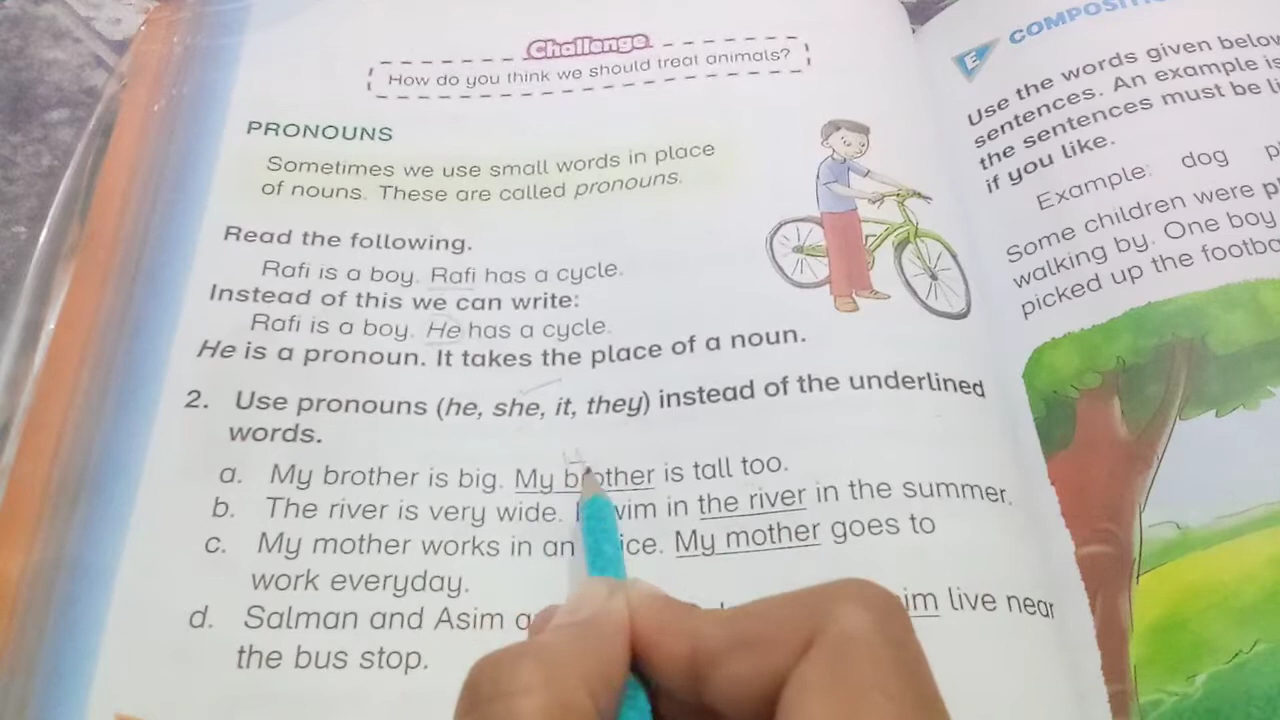 Challenge
How do you think we should treat animals?
PRONOUNS
Sometimes we use small words in place
of nouns. These are called pronouns.
Read the following.
Rafi is a boy. Rafi has a cycle.
Instead of this we can write:
Rafi is a boy. He has a cycle.
He is a pronoun. It takes the place of a noun.
2. Use pronouns (he, she, it, they) instead of the underlined
words.
a. My brother is big. My brother is tall too.
b. The river is very wide. in the river in the summer.
c. My mother works in an My mother goes to
work everyday.
d. Salman and Asim live near
the bus stop.
E
Use the words given below
sentences. An example is
the sentences must be
if you like.
Example: dog
Some children were
walking by. One boy
picked up the